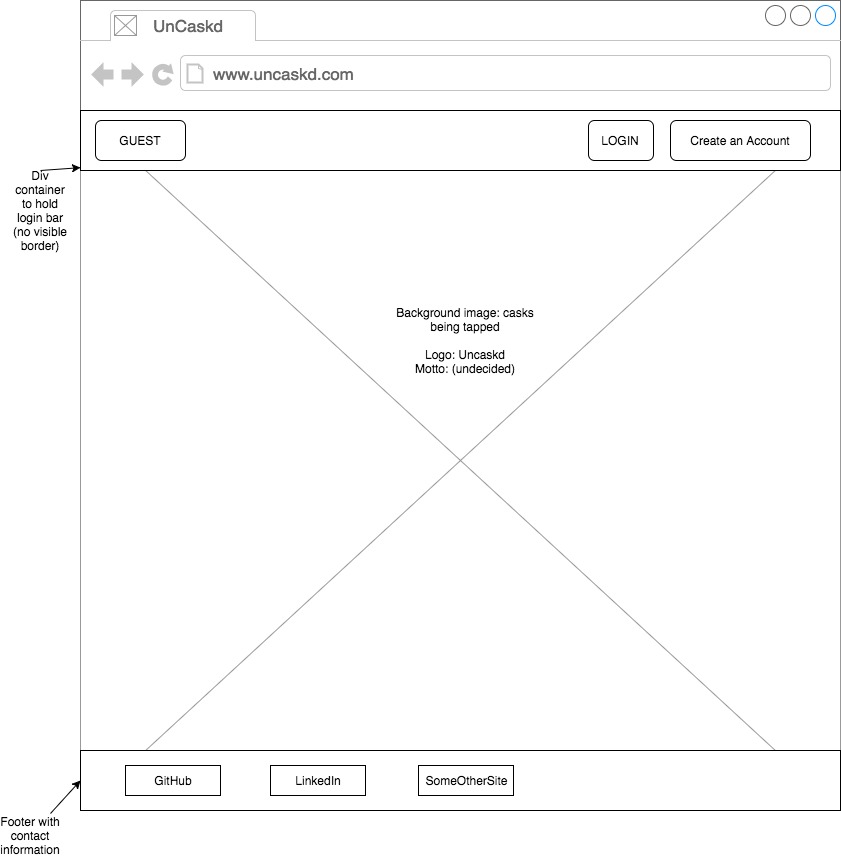 UnCaskd
www.uncaskd.com
GUEST
LOGIN
Create an Account
Div
container
to hold
login bar
(no visible
border)
Background image: casks
being tapped
Logo: Uncaskd
Motto: (undecided)
GitHub
LinkedIn
SomeOtherSite
Footer with
contact
information